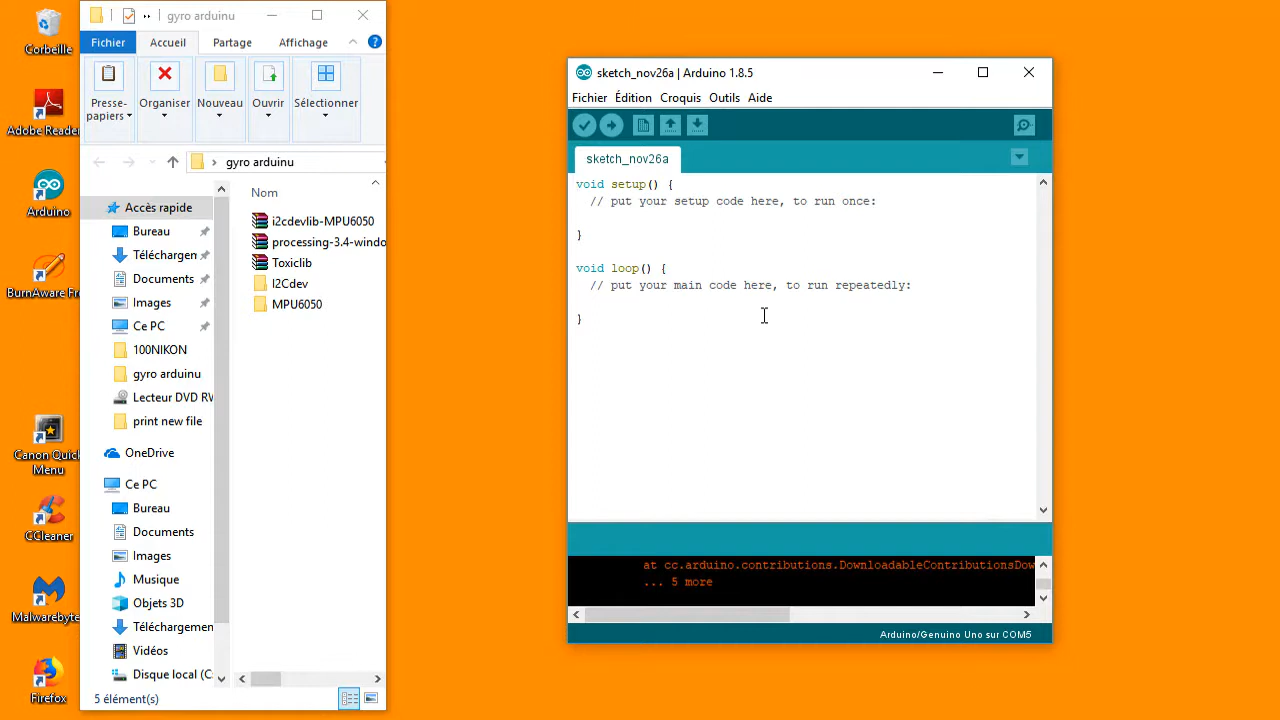 Corbeille
Adobe Reader
Arduino
BurnAware Fr
Canon Quick
Menu
CCleaner
Malwarebyte
Firefox
gyro arduinu
Fichier
Accueil
Partage
Affichage
Presse-
papiers
Organiser
Nouveau
Ouvrir
Sélectionner
gyro arduinu
Accès rapide
Bureau
Téléchargen
Documents
Images
Ce PC
100NIKON
gyro arduinu
Lecteur DVD RW
print new file
OneDrive
Ce PC
Bureau
Documents
Images
Musique
Objets 3D
Téléchargement
Vidéos
Disque local (C
Nom
i2cdevlib-MPU6050
processing-3.4-windo
Toxiclib
I2Cdev
MPU6050
5 élément(s)
sketch_nov26a | Arduino 1.8.5
Fichier Édition Croquis Outils Aide
sketch_nov26a
void setup() {
// put your setup code here, to run once:
}
void loop() {
// put your main code here, to run repeatedly:
}
at cc.arduino.contributions.DownloadableContributionsDow
... 5 more
Arduino/Genuino Uno sur COM5